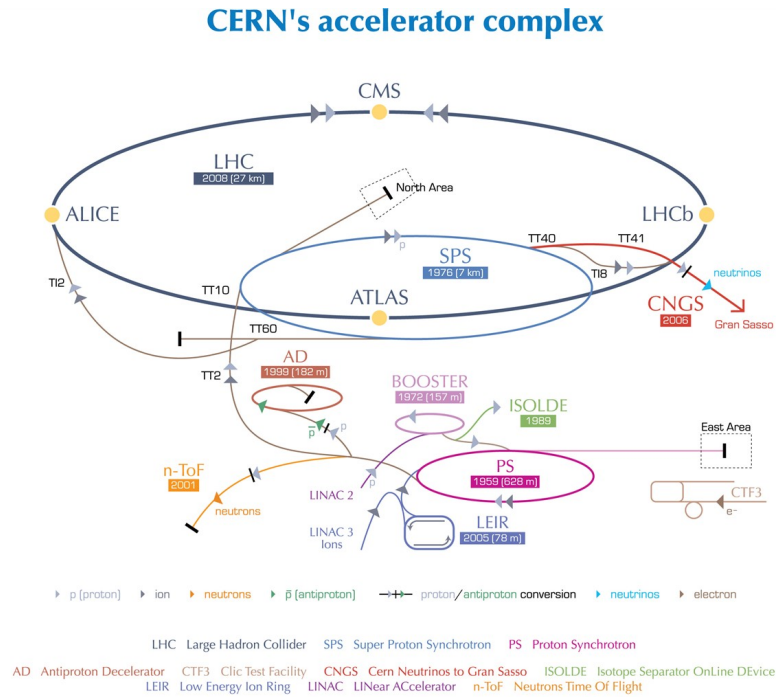 CERN's accelerator complex
CMS
LHC
2008 (27 km)
North Area
ALICE
LHCb
TT40
TT41
p
SPS
1976 (7 km)
TI2
TI8
neutrinos
TT10
ATLAS
CNGS
2006
Gran Sasso
TT60
AD
1999 (182 m)
TT2
BOOSTER
1972 (157 m)
ISOLDE
1989
p̅
p
East Area
n-ToF
2001
PS
1959 (628 m)
p
LINAC 2
neutrons
CTF3
e-
LINAC 3
Ions
LEIR
2005 (78 m)
p (proton) ion neutrons p̅ (antiproton) proton/antiproton conversion neutrinos electron
LHC Large Hadron Collider SPS Super Proton Synchrotron PS Proton Synchrotron
AD Antiproton Decelerator CTF3 Clic Test Facility CNGS Cern Neutrinos to Gran Sasso ISOLDE Isotope Separator OnLine DEvice
LEIR Low Energy Ion Ring LINAC LINear ACcelerator n-ToF Neutrons Time Of Flight